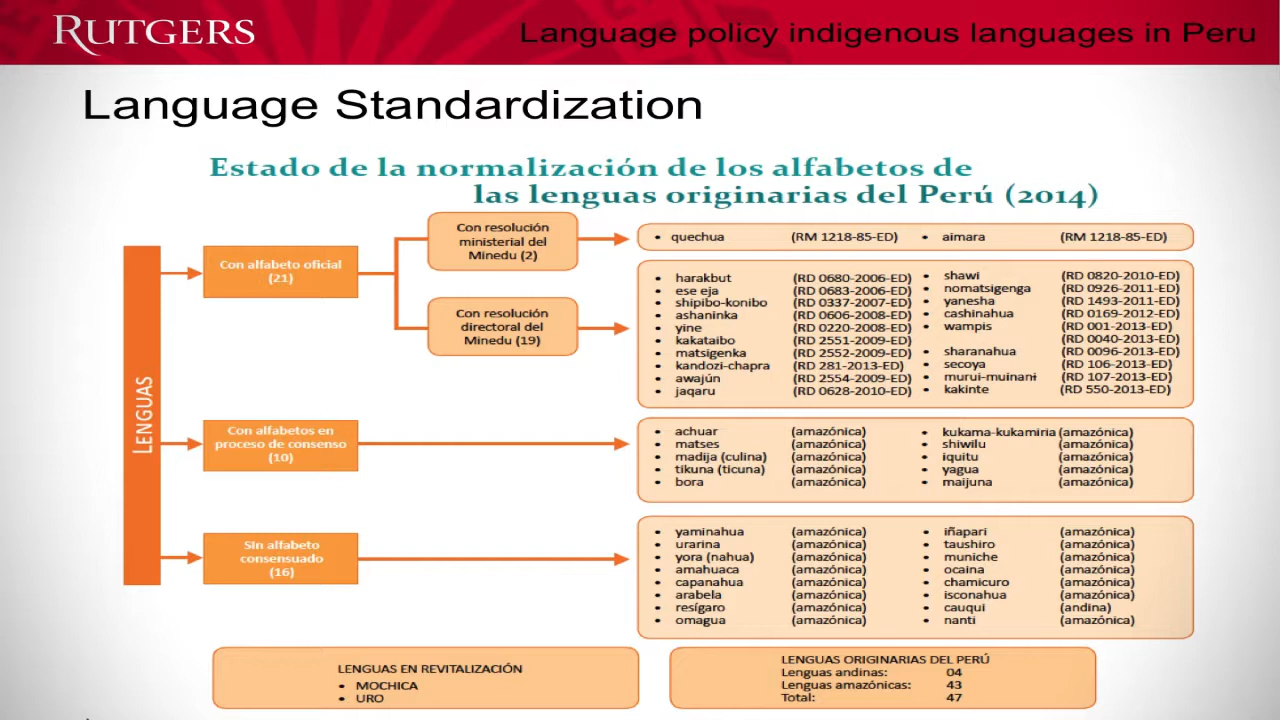 RUTGERS
Language policy indigenous languages in Peru
Language Standardization
Estado de la normalización de los alfabetos de
las lenguas originarias del Perú (2014)
LENGUAS
Con alfabeto oficial
(21)
Con resolución
ministerial del
Minedu (2)
• quechua (RM 1218-85-ED) • aimara (RM 1218-85-ED)
Con resolución
directoral del
Minedu (19)
• harakbut (RD 0680-2006-ED)
• ese eja (RD 0683-2006-ED)
• shipibo-konibo (RD 0337-2007-ED)
• ashaninka (RD 0606-2008-ED)
• yine (RD 0220-2008-ED)
• kakataibo (RD 2551-2009-ED)
• matsigenka (RD 2552-2009-ED)
• kandozi-chapra (RD 281-2013-ED)
• awajún (RD 2554-2009-ED)
• jaqaru (RD 0628-2010-ED)
• shawi (RD 0820-2010-ED)
• nomatsigenga (RD 0926-2011-ED)
• yanesha (RD 1493-2011-ED)
• cashinahua (RD 0169-2012-ED)
• wampis (RD 001-2013-ED)
(RD 0040-2013-ED)
• sharanahua (RD 0096-2013-ED)
• secoya (RD 106-2013-ED)
• murui-muinanɨ (RD 107-2013-ED)
• kakinte (RD 550-2013-ED)
Con alfabetos en
proceso de consenso
(10)
• achuar (amazónica)
• matses (amazónica)
• madija (culina) (amazónica)
• tikuna (ticuna) (amazónica)
• bora (amazónica)
• kukama-kukamiria (amazónica)
• shiwilu (amazónica)
• iquitu (amazónica)
• yagua (amazónica)
• maijuna (amazónica)
Sin alfabeto
consensuado
(16)
• yaminahua (amazónica)
• urarina (amazónica)
• yora (nahua) (amazónica)
• amahuaca (amazónica)
• capanahua (amazónica)
• arabela (amazónica)
• resígaro (amazónica)
• omagua (amazónica)
• iñapari (amazónica)
• taushiro (amazónica)
• muniche (amazónica)
• ocaina (amazónica)
• chamicuro (amazónica)
• isconahua (amazónica)
• cauqui (andina)
• nanti (amazónica)
LENGUAS EN REVITALIZACIÓN
• MOCHICA
• URO
LENGUAS ORIGINARIAS DEL PERÚ
Lenguas andinas: 04
Lenguas amazónicas: 43
Total: 47